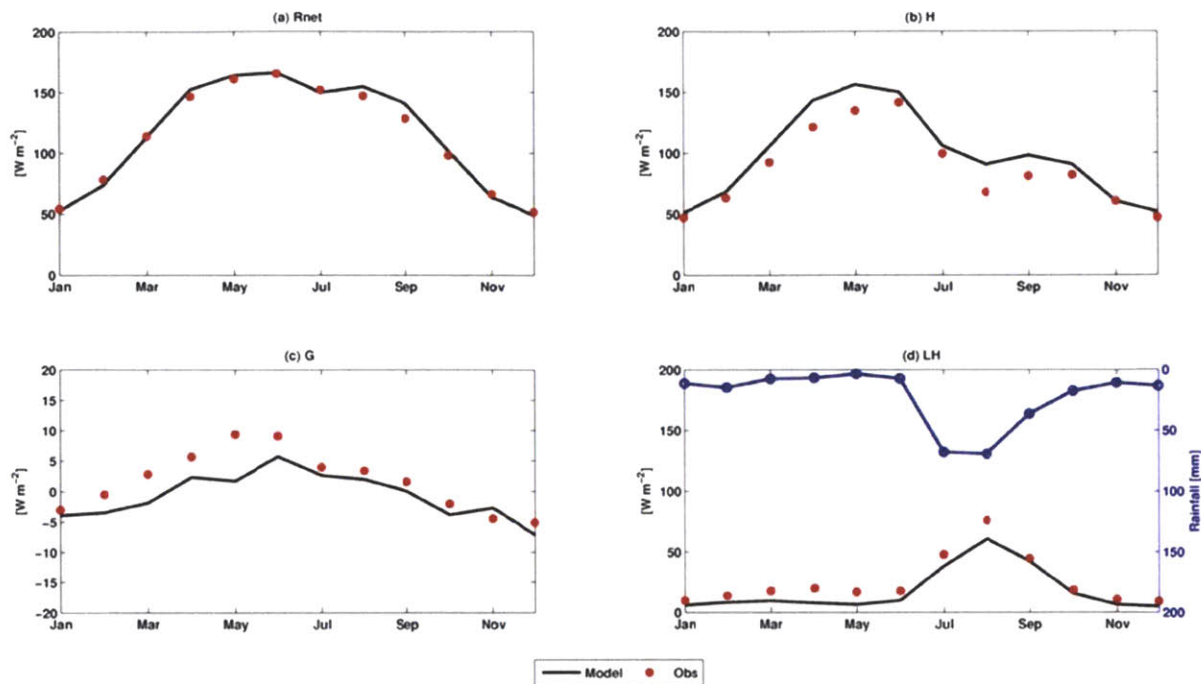 (a) Rnet
200
150
100
50
0
[W m⁻²]
Jan Mar May Jul Sep Nov
(b) H
200
150
100
50
0
[W m⁻²]
Jan Mar May Jul Sep Nov
(c) G
20
15
10
5
0
−5
−10
−15
−20
[W m⁻²]
Jan Mar May Jul Sep Nov
(d) LH
200
150
100
50
0
[W m⁻²]
0
50
100
150
200
Rainfall [mm]
Jan Mar May Jul Sep Nov
Model Obs